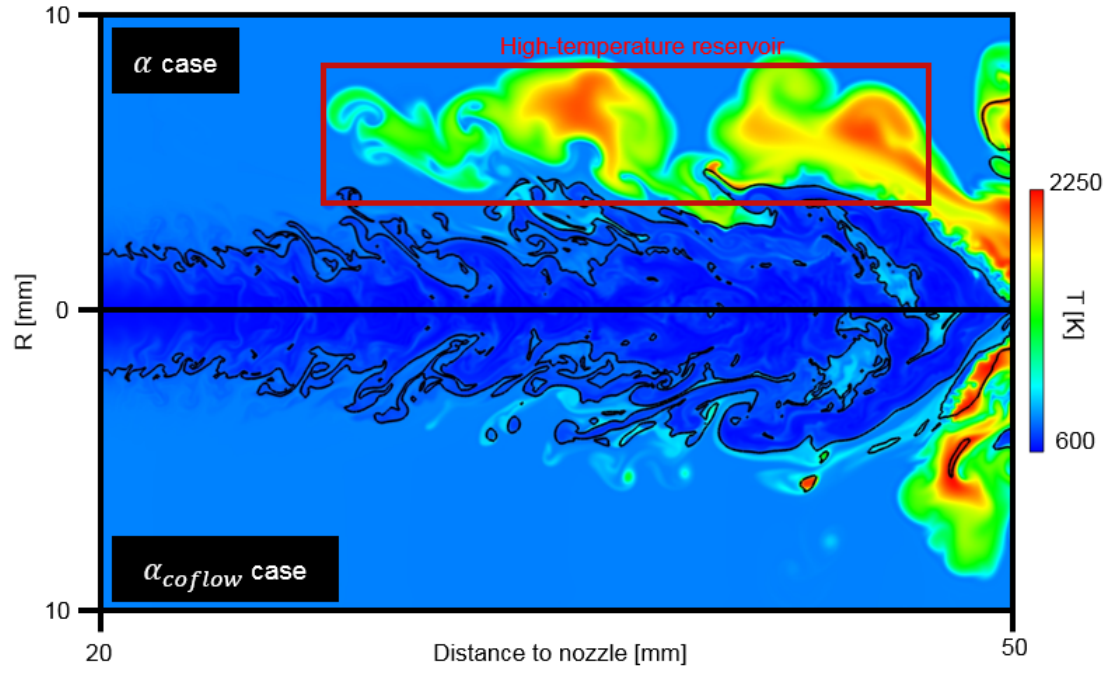 10
α case
High-temperature reservoir
2250
R [mm]
0
T [K]
600
α_coflow case
10
20
Distance to nozzle [mm]
50